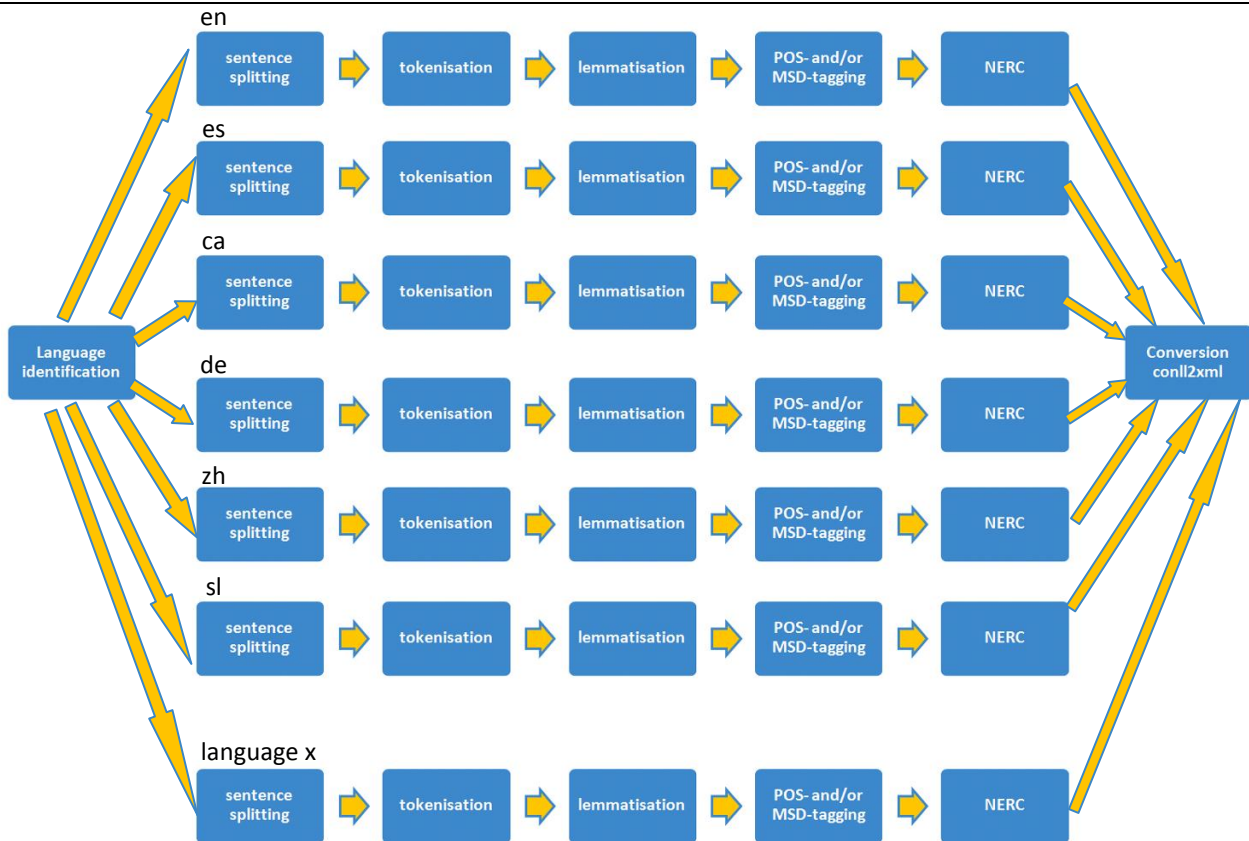 en
sentence
splitting
tokenisation
lemmatisation
POS- and/or
MSD-tagging
NERC
es
sentence
splitting
tokenisation
lemmatisation
POS- and/or
MSD-tagging
NERC
ca
sentence
splitting
tokenisation
lemmatisation
POS- and/or
MSD-tagging
NERC
Language
identification
Conversion
conll2xml
de
sentence
splitting
tokenisation
lemmatisation
POS- and/or
MSD-tagging
NERC
zh
sentence
splitting
tokenisation
lemmatisation
POS- and/or
MSD-tagging
NERC
sl
sentence
splitting
tokenisation
lemmatisation
POS- and/or
MSD-tagging
NERC
language x
sentence
splitting
tokenisation
lemmatisation
POS- and/or
MSD-tagging
NERC